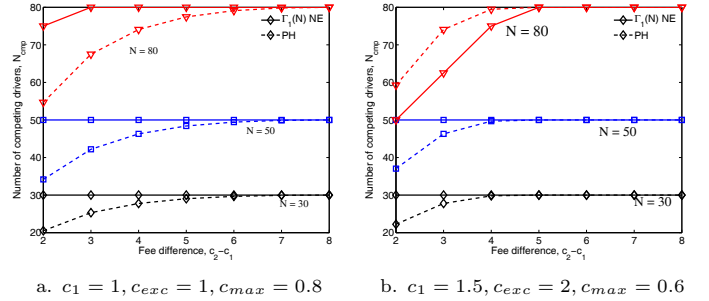 Number of competing drivers, N_cmp
80
70
60
50
40
30
20
2
3
4
5
6
7
8
Fee difference, c_2−c_1
Γ_1(N) NE
PH
N = 80
N = 50
N = 30
a. c_1 = 1, c_exc = 1, c_max = 0.8
Number of competing drivers, N_cmp
80
70
60
50
40
30
20
2
3
4
5
6
7
8
Fee difference, c_2−c_1
Γ_1(N) NE
PH
N = 80
N = 50
N = 30
b. c_1 = 1.5, c_exc = 2, c_max = 0.6